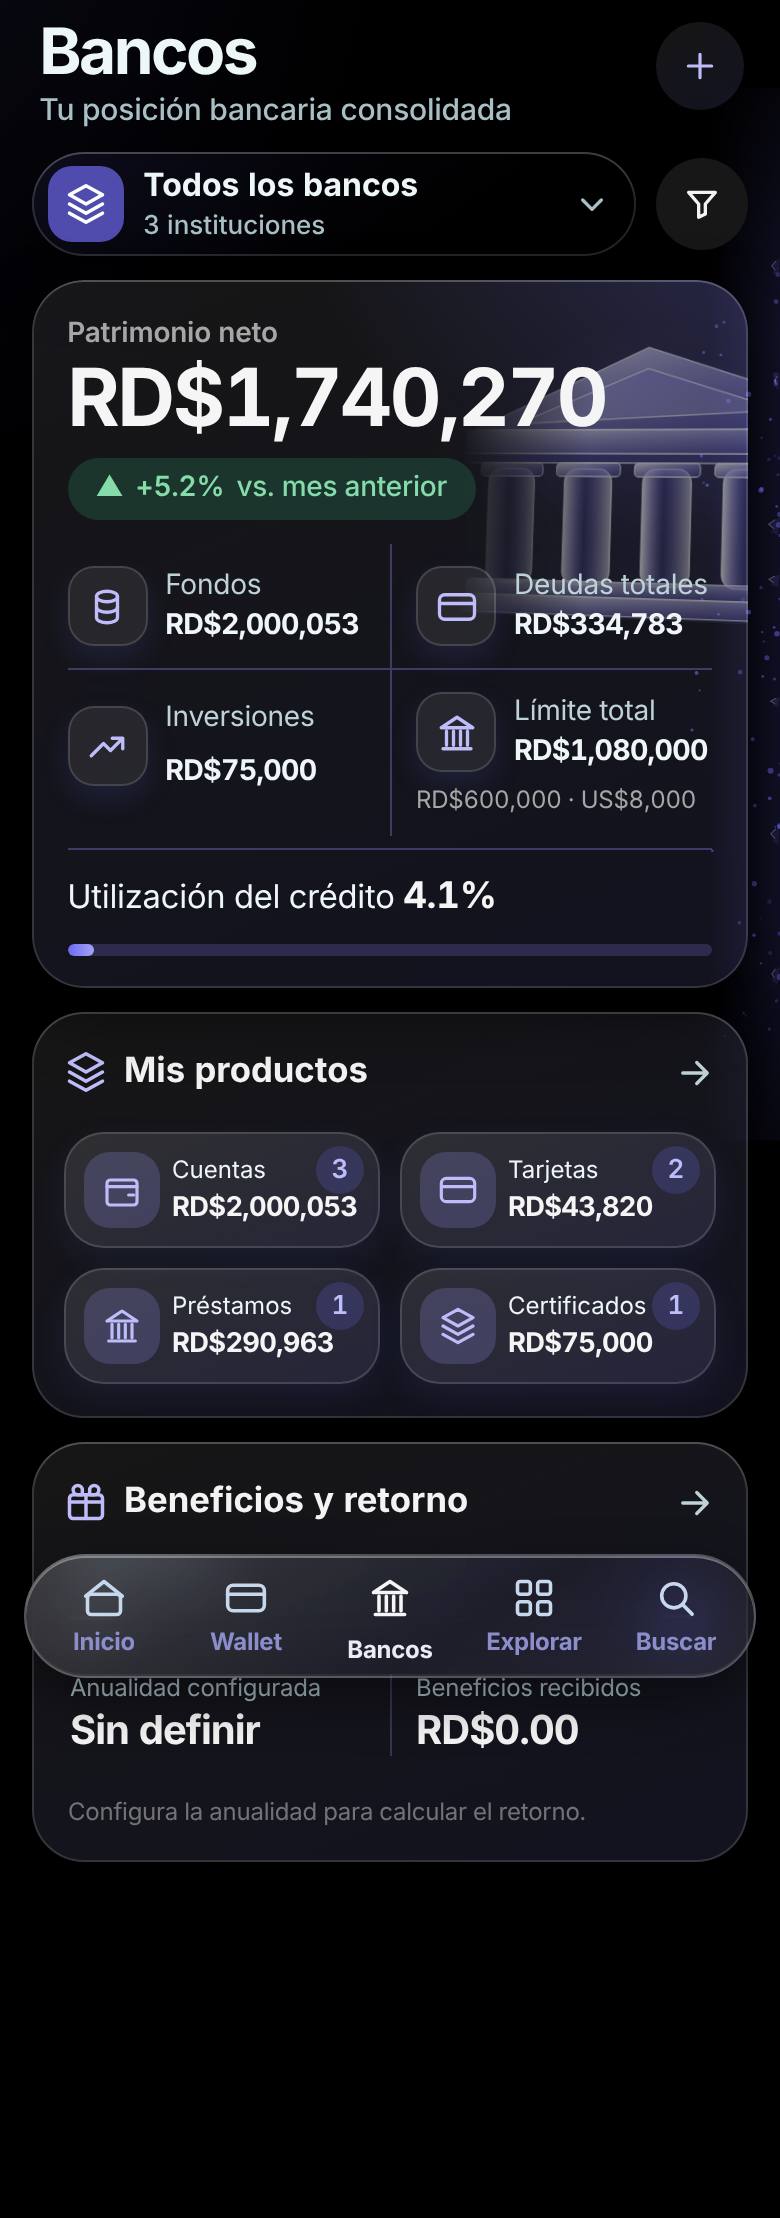 Bancos
Tu posición bancaria consolidada
Todos los bancos
3 instituciones
Patrimonio neto
RD$1,740,270
▲ +5.2% vs. mes anterior
Fondos
RD$2,000,053
Deudas totales
RD$334,783
Inversiones
RD$75,000
Límite total
RD$1,080,000
RD$600,000 · US$8,000
Utilización del crédito 4.1%
Mis productos
Cuentas 3
RD$2,000,053
Tarjetas 2
RD$43,820
Préstamos 1
RD$290,963
Certificados 1
RD$75,000
Beneficios y retorno
Inicio Wallet Bancos Explorar Buscar
Anualidad configurada
Sin definir
Beneficios recibidos
RD$0.00
Configura la anualidad para calcular el retorno.